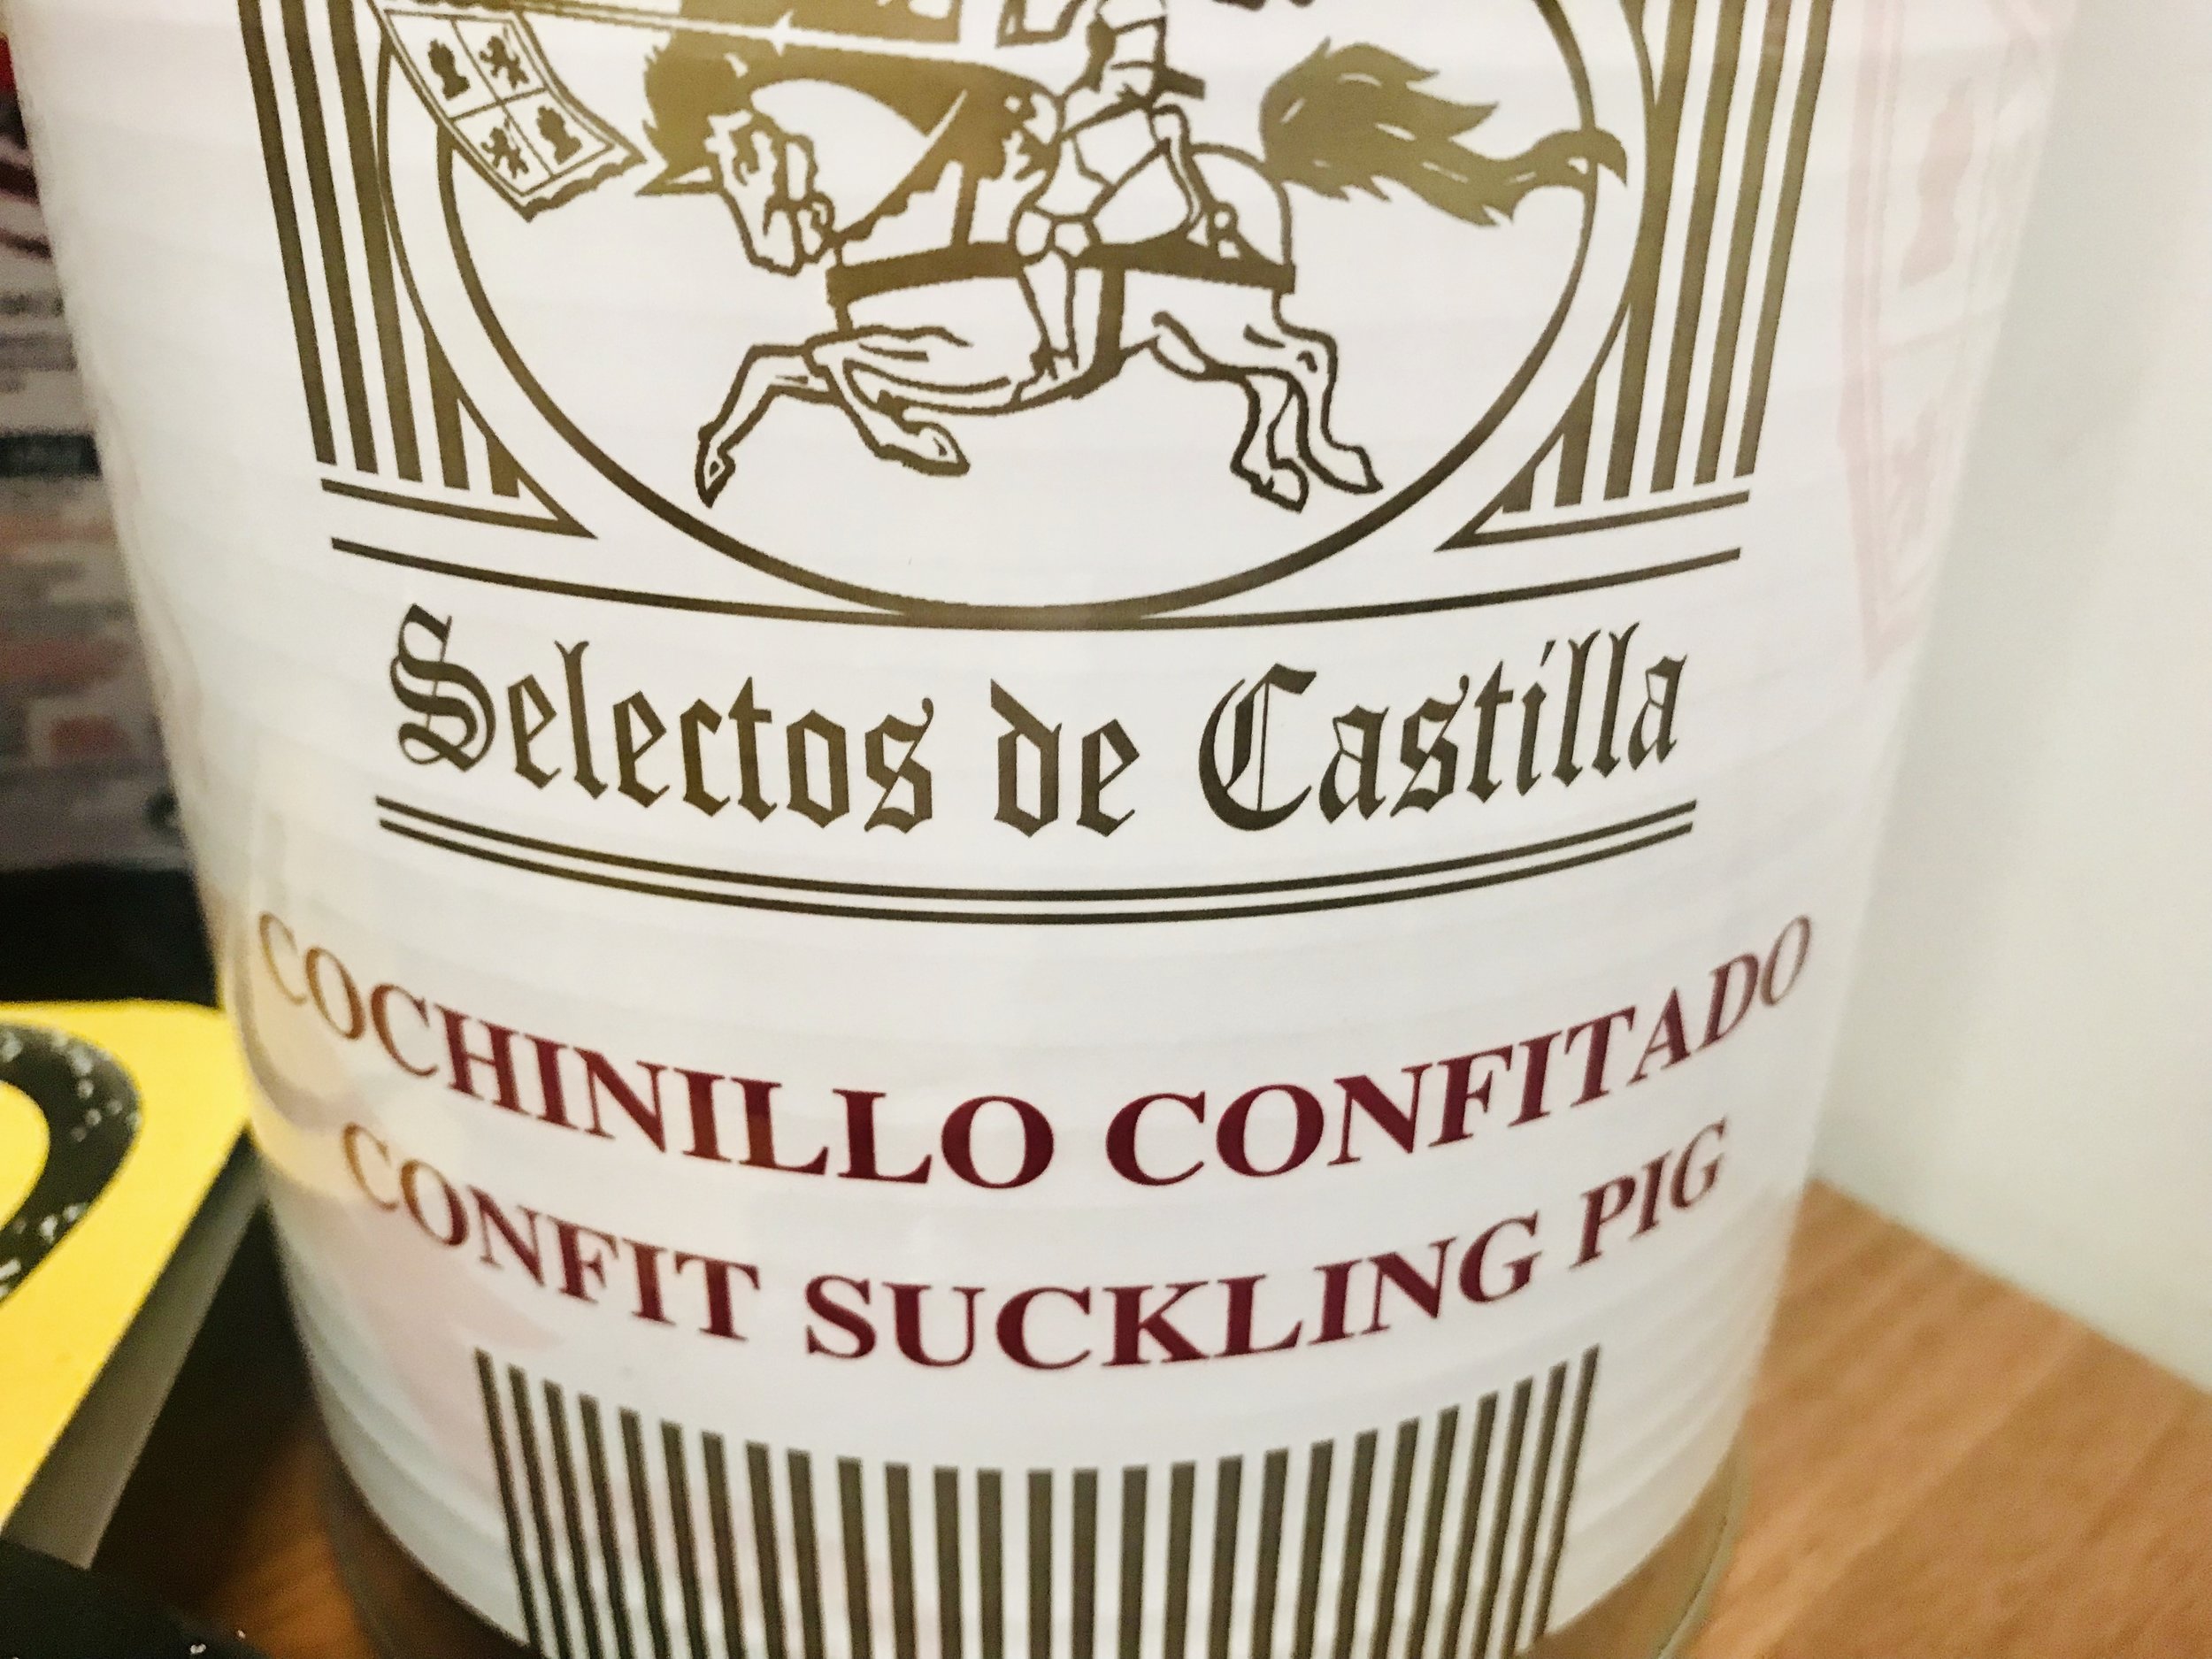 Selectos de Castilla
COCHINILLO CONFITADO
CONFIT SUCKLING PIG